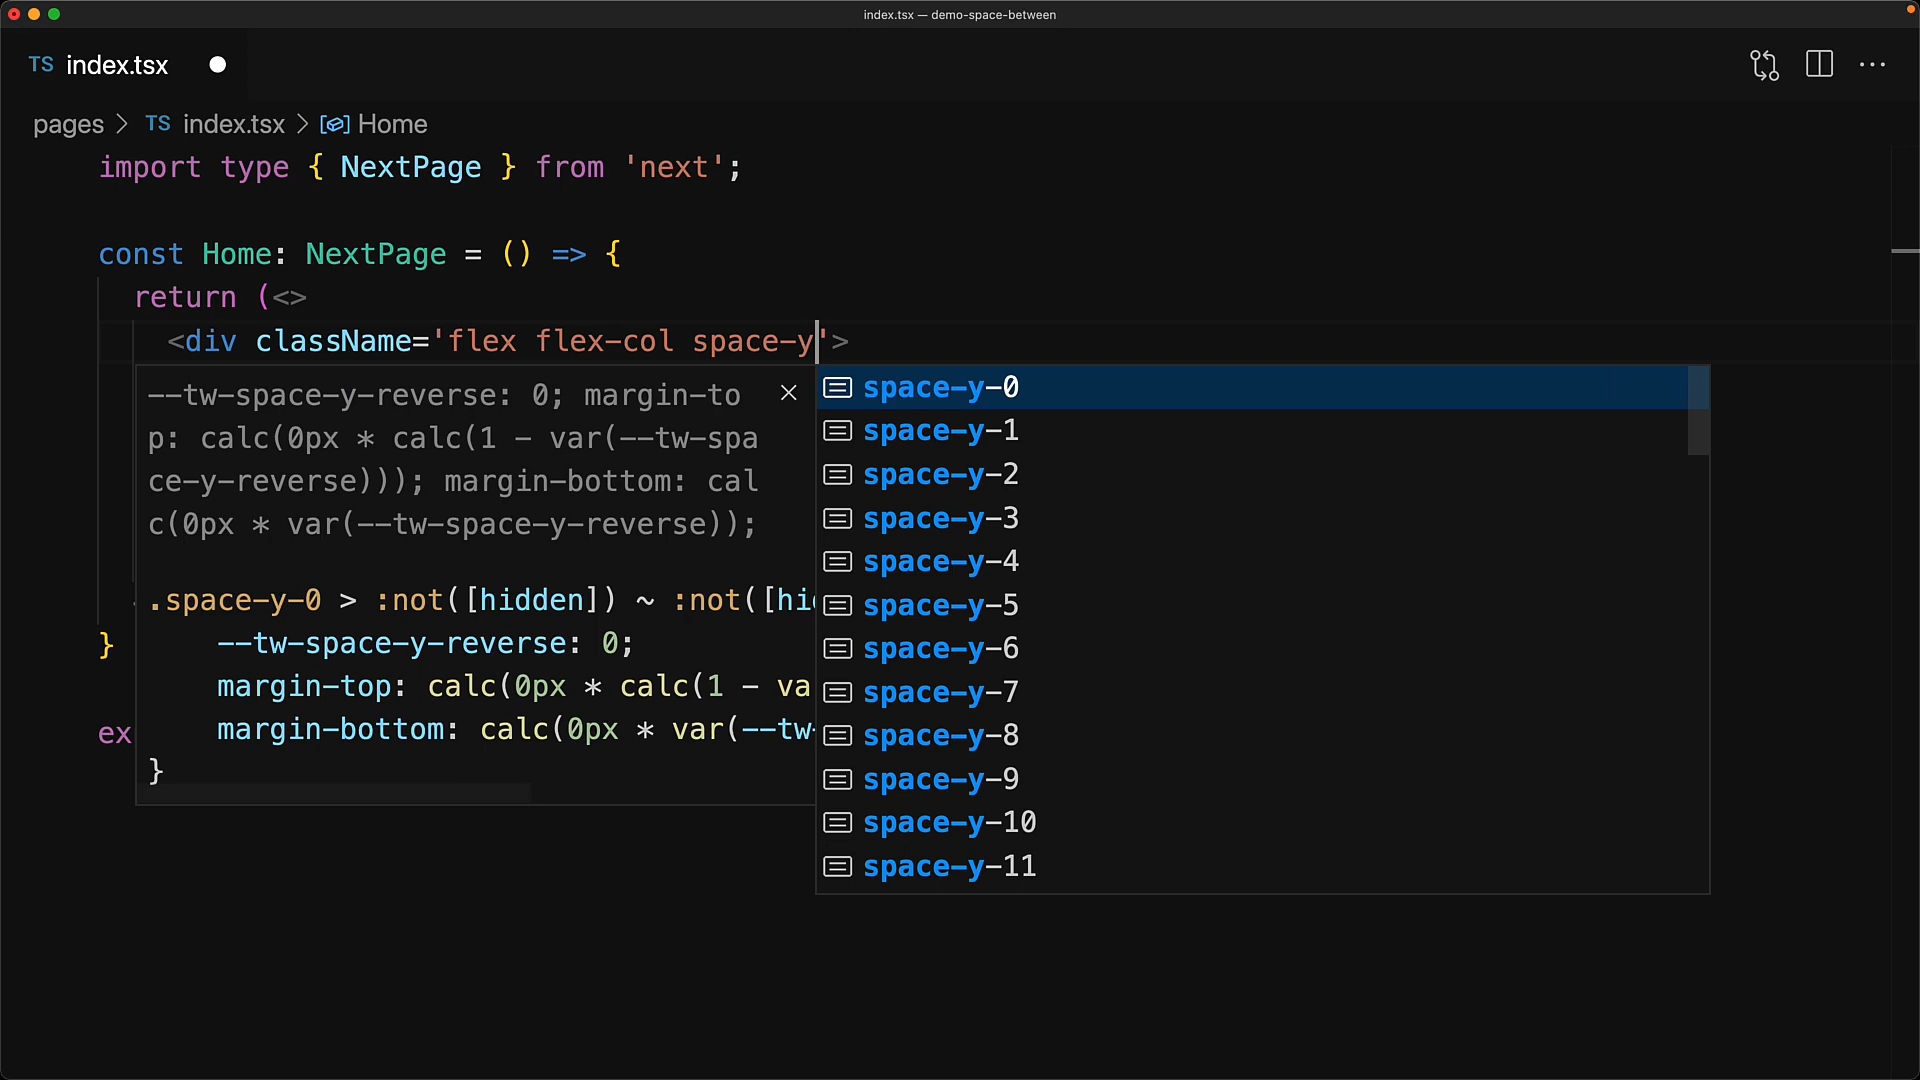 index.tsx — demo-space-between
TS index.tsx
pages > TS index.tsx > Home
import type { NextPage } from 'next';
const Home: NextPage = () => {
return (<>
<div className='flex flex-col space-y'>
--tw-space-y-reverse: 0; margin-to
p: calc(0px * calc(1 - var(--tw-spa
ce-y-reverse))); margin-bottom: cal
c(0px * var(--tw-space-y-reverse));
.space-y-0 > :not([hidden]) ~ :not([hid
--tw-space-y-reverse: 0;
margin-top: calc(0px * calc(1 - va
margin-bottom: calc(0px * var(--tw-
}
}
ex
space-y-0
space-y-1
space-y-2
space-y-3
space-y-4
space-y-5
space-y-6
space-y-7
space-y-8
space-y-9
space-y-10
space-y-11